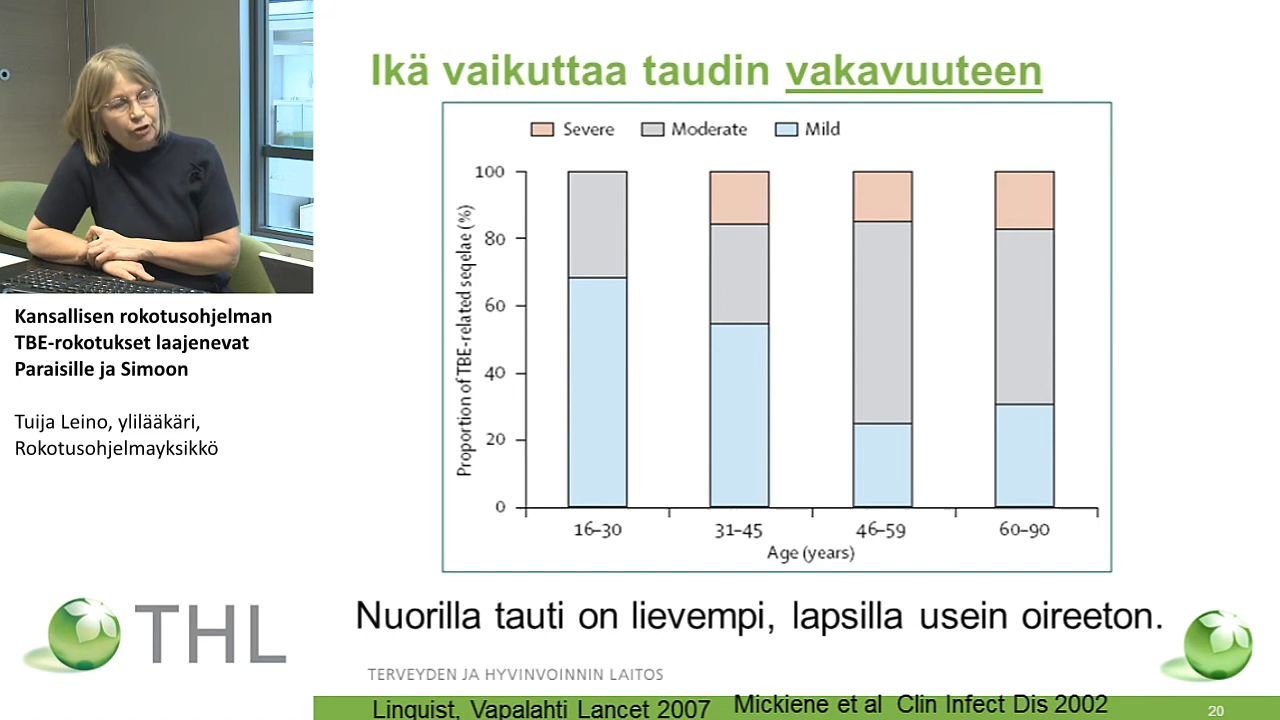 Ikä vaikuttaa taudin vakavuuteen
Severe Moderate Mild
Proportion of TBE-related seqelae (%)
100
80
60
40
20
0
16–30 31–45 46–59 60–90
Age (years)
Nuorilla tauti on lievempi, lapsilla usein oireeton.
Kansallisen rokotusohjelman
TBE-rokotukset laajenevat
Paraisille ja Simoon
Tuija Leino, ylilääkäri,
Rokotusohjelmayksikkö
THL
TERVEYDEN JA HYVINVOINNIN LAITOS
Linquist, Vapalahti Lancet 2007 Mickiene et al Clin Infect Dis 2002
20